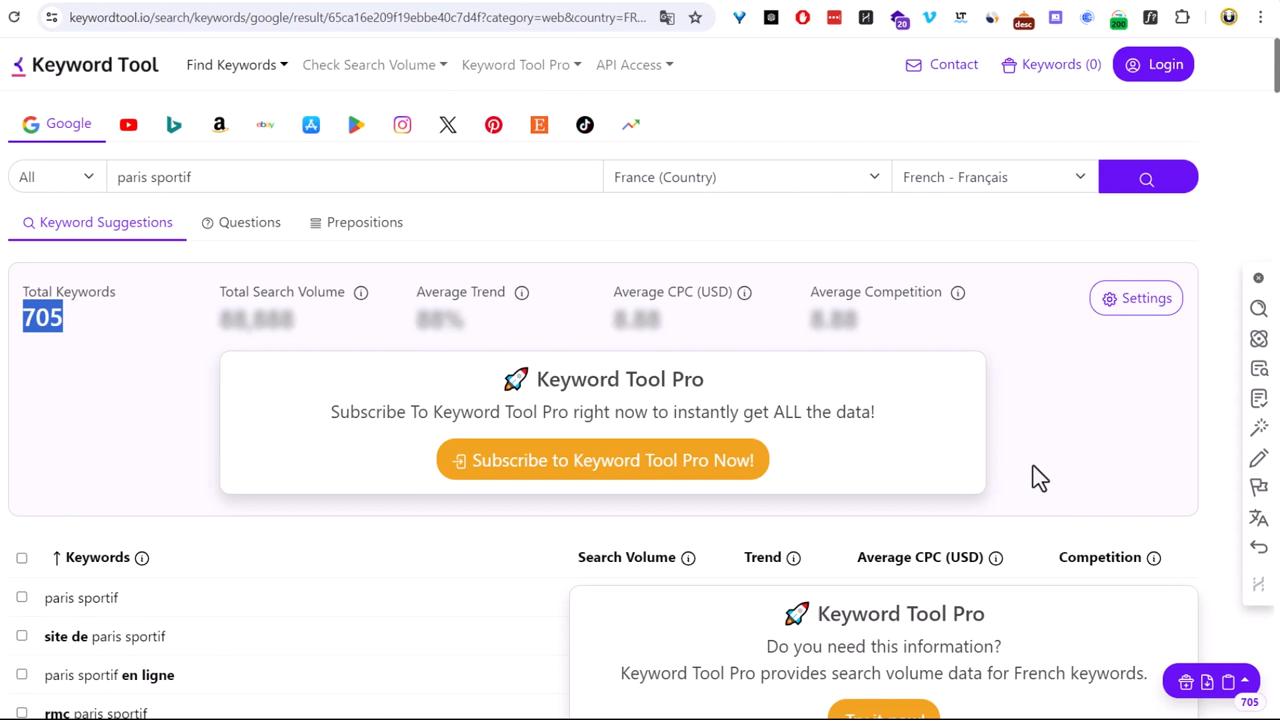 keywordtool.io/search/keywords/google/result/65ca16e209f19ebbe40c7d4f?category=web&country=FR...
20
LT
desc
200
f?
Keyword Tool
Find Keywords
Check Search Volume
Keyword Tool Pro
API Access
Contact
Keywords (0)
Login
Google
All
paris sportif
France (Country)
French - Français
Keyword Suggestions
Questions
Prepositions
Total Keywords
705
Total Search Volume
Average Trend
Average CPC (USD)
Average Competition
Settings
Keyword Tool Pro
Subscribe To Keyword Tool Pro right now to instantly get ALL the data!
Subscribe to Keyword Tool Pro Now!
↑ Keywords
Search Volume
Trend
Average CPC (USD)
Competition
paris sportif
site de paris sportif
paris sportif en ligne
rmc paris sportif
Keyword Tool Pro
Do you need this information?
Keyword Tool Pro provides search volume data for French keywords.
705